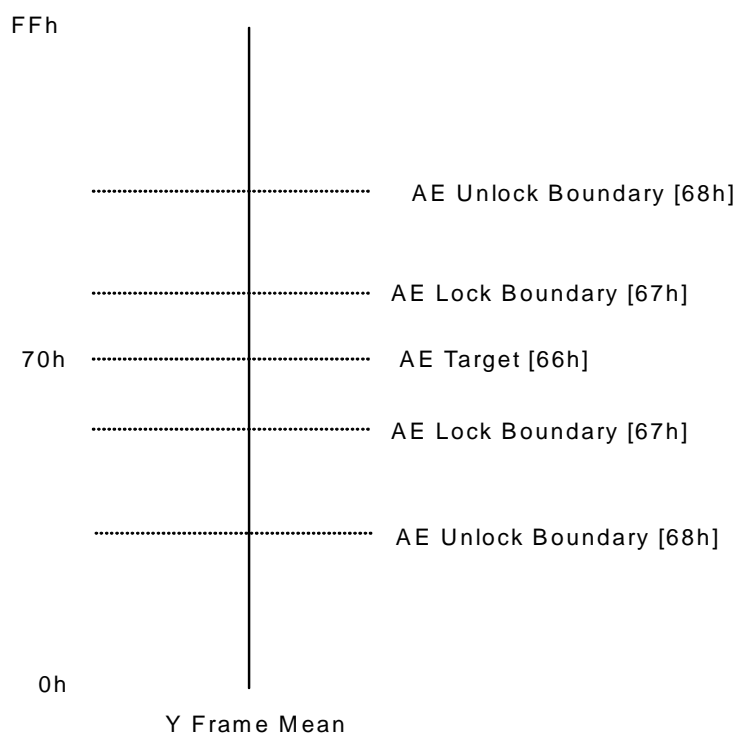 FFh
AE Unlock Boundary [68h]
AE Lock Boundary [67h]
70h AE Target [66h]
AE Lock Boundary [67h]
AE Unlock Boundary [68h]
0h
Y Frame Mean